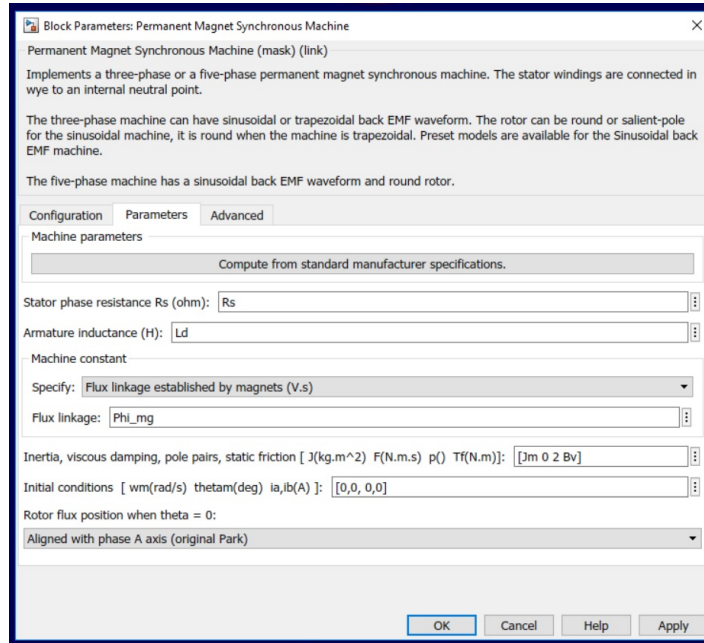 Block Parameters: Permanent Magnet Synchronous Machine
Permanent Magnet Synchronous Machine (mask) (link)
Implements a three-phase or a five-phase permanent magnet synchronous machine. The stator windings are connected in
wye to an internal neutral point.
The three-phase machine can have sinusoidal or trapezoidal back EMF waveform. The rotor can be round or salient-pole
for the sinusoidal machine, it is round when the machine is trapezoidal. Preset models are available for the Sinusoidal back
EMF machine.
The five-phase machine has a sinusoidal back EMF waveform and round rotor.
Configuration Parameters Advanced
Machine parameters
Compute from standard manufacturer specifications.
Stator phase resistance Rs (ohm): Rs
Armature inductance (H): Ld
Machine constant
Specify: Flux linkage established by magnets (V.s)
Flux linkage: Phi_mg
Inertia, viscous damping, pole pairs, static friction [ J(kg.m^2) F(N.m.s) p() Tf(N.m)]: [Jm 0 2 Bv]
Initial conditions [ wm(rad/s) thetam(deg) ia,ib(A) ]: [0,0, 0,0]
Rotor flux position when theta = 0:
Aligned with phase A axis (original Park)
OK Cancel Help Apply